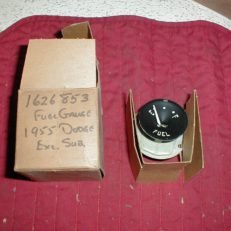 1626853
Fuel Gauge
1955 Dodge
Exc. Sub.
E F
FUEL